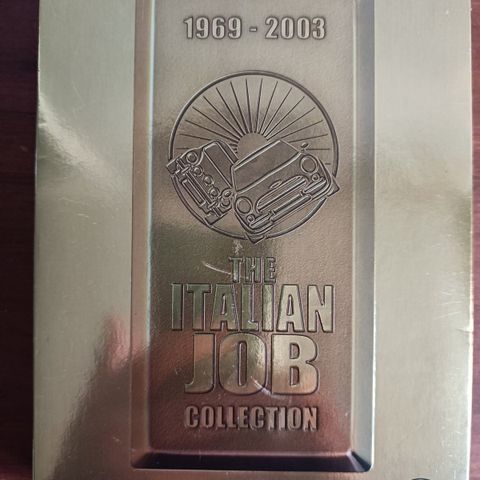 1969 - 2003
THE
ITALIAN
JOB
COLLECTION